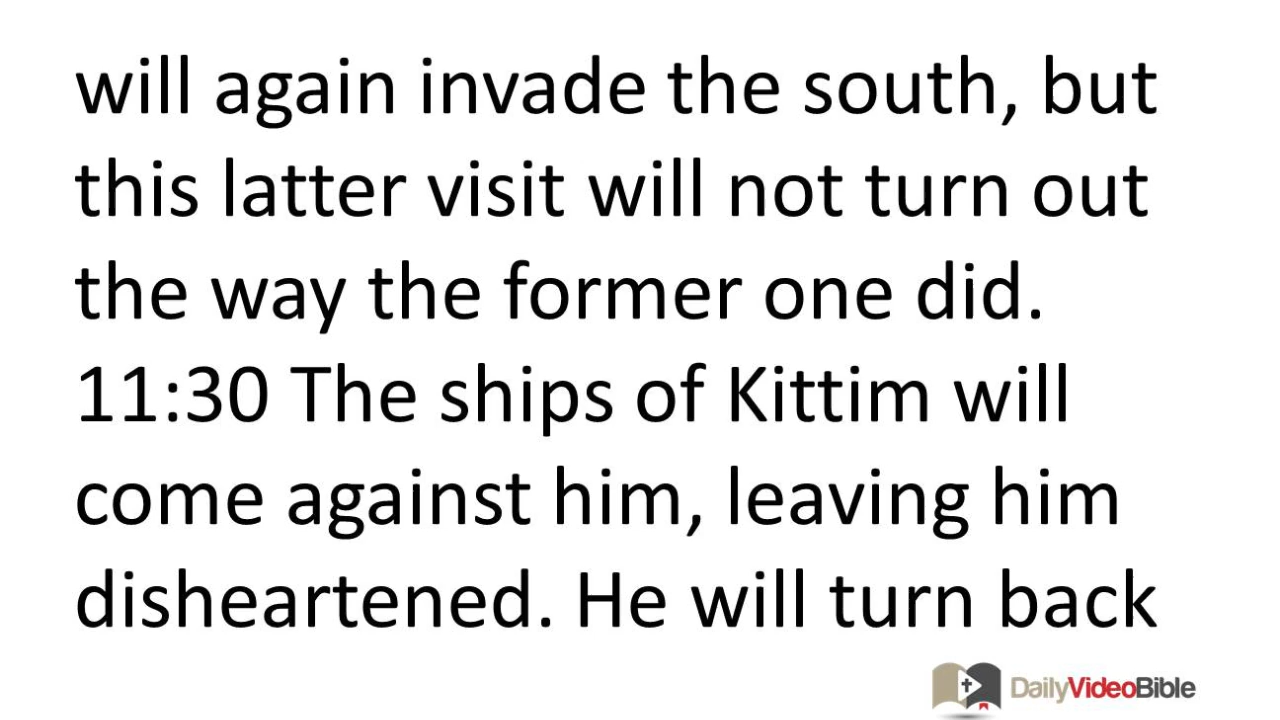 will again invade the south, but
this latter visit will not turn out
the way the former one did.
11:30 The ships of Kittim will
come against him, leaving him
disheartened. He will turn back
DailyVideoBible